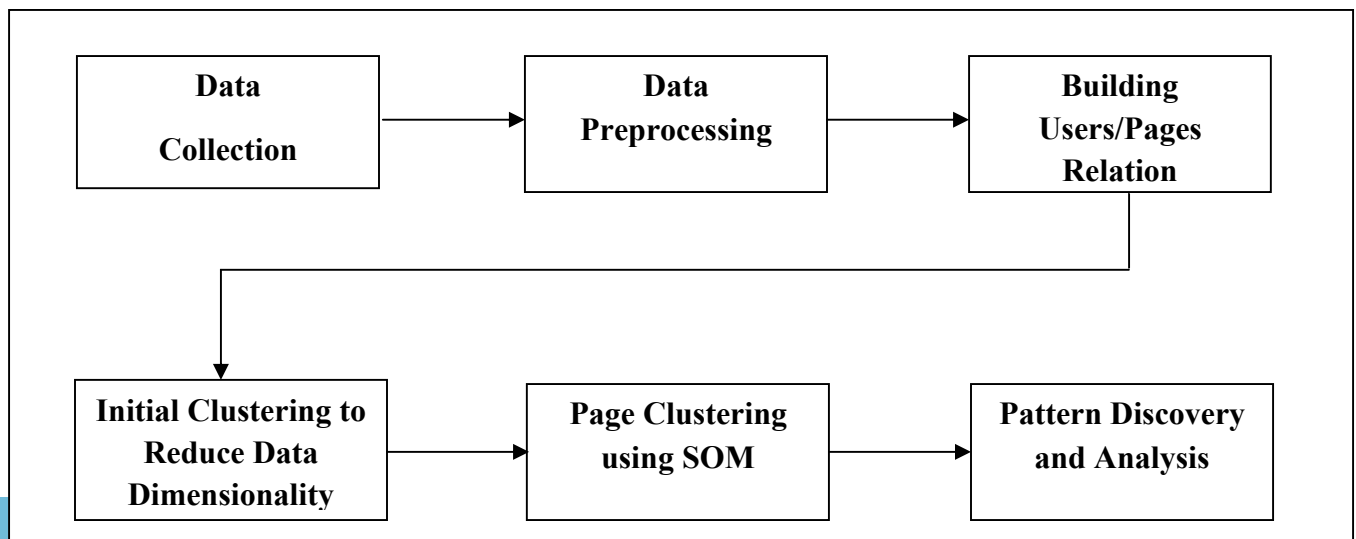 Data
Collection
Data
Preprocessing
Building
Users/Pages
Relation
Initial Clustering to
Reduce Data
Dimensionality
Page Clustering
using SOM
Pattern Discovery
and Analysis